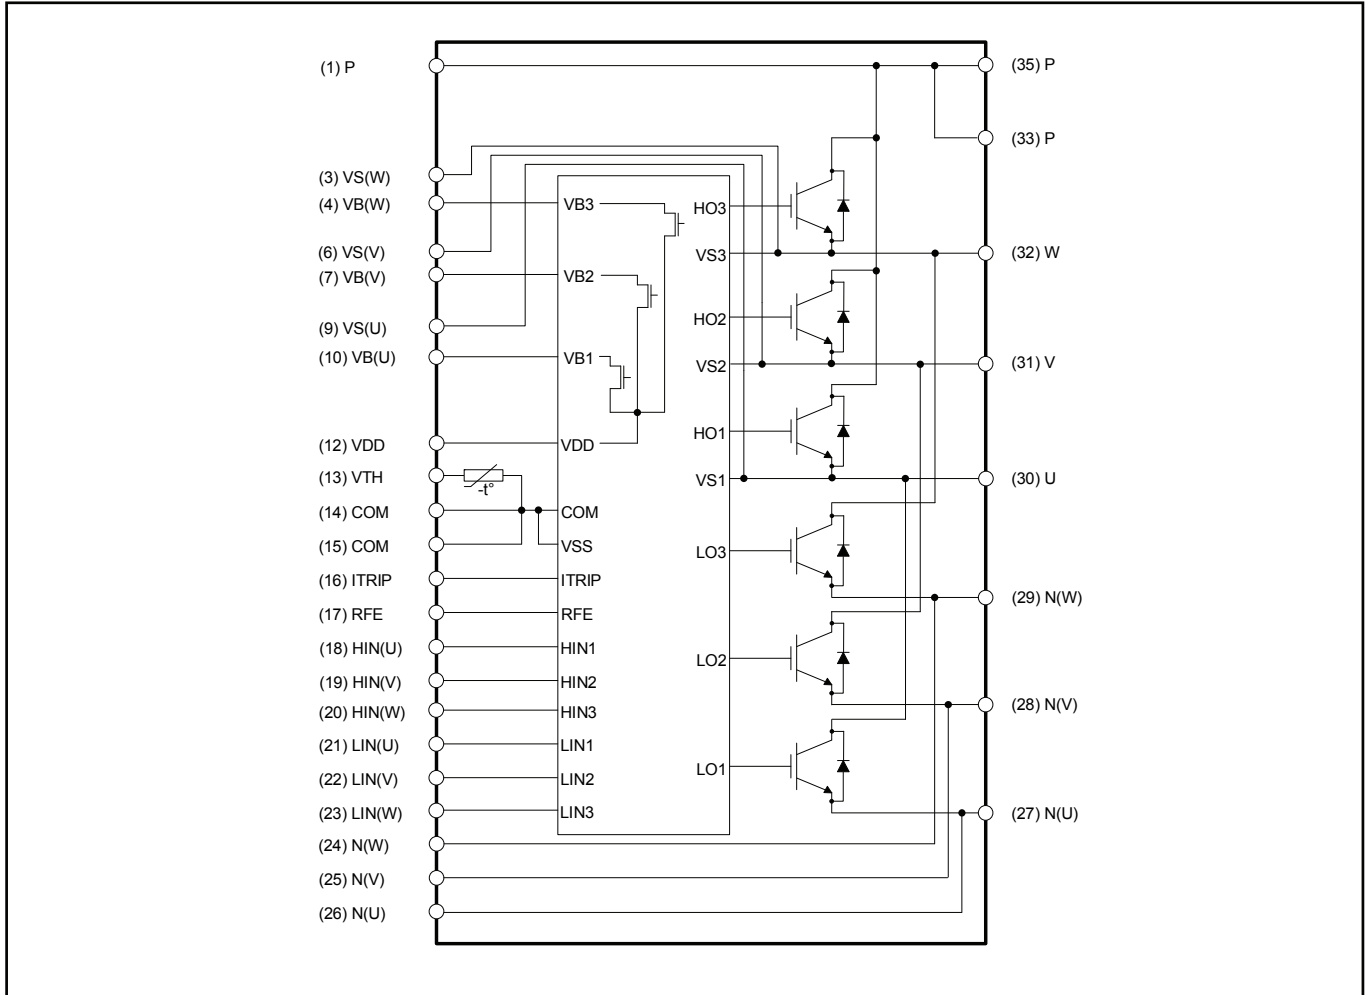 (1) P
(3) VS(W)
(4) VB(W)
(6) VS(V)
(7) VB(V)
(9) VS(U)
(10) VB(U)
(12) VDD
(13) VTH
(14) COM
(15) COM
(16) ITRIP
(17) RFE
(18) HIN(U)
(19) HIN(V)
(20) HIN(W)
(21) LIN(U)
(22) LIN(V)
(23) LIN(W)
(24) N(W)
(25) N(V)
(26) N(U)
-t°
VB3
VB2
VB1
VDD
COM
VSS
ITRIP
RFE
HIN1
HIN2
HIN3
LIN1
LIN2
LIN3
HO3
VS3
HO2
VS2
HO1
VS1
LO3
LO2
LO1
(35) P
(33) P
(32) W
(31) V
(30) U
(29) N(W)
(28) N(V)
(27) N(U)